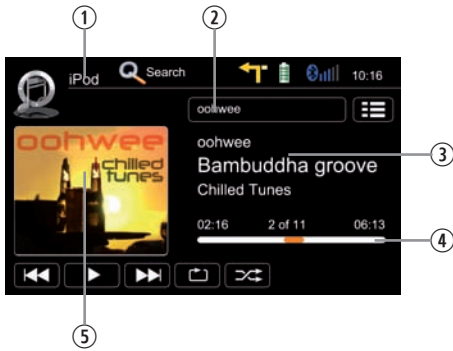 ① ②
iPod Search 10:16
oohwee
oohwee
chilled
tunes
oohwee
Bambuddha groove
Chilled Tunes
③
02:16 2 of 11 06:13
④
⑤